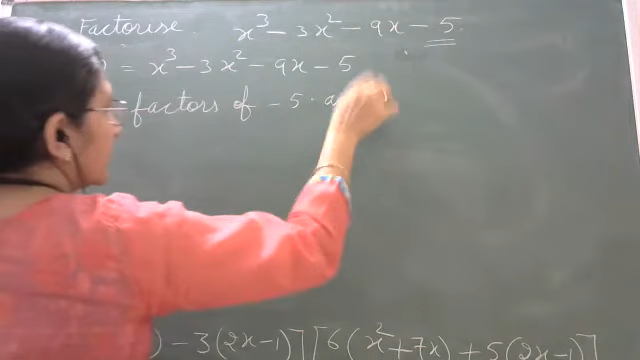 Factorise. x³ - 3x² - 9x - 5
= x³ - 3x² - 9x - 5
factors of - 5 ·
) - 3(2x-1)] [6(x²+7x) + 5(2x-1)]